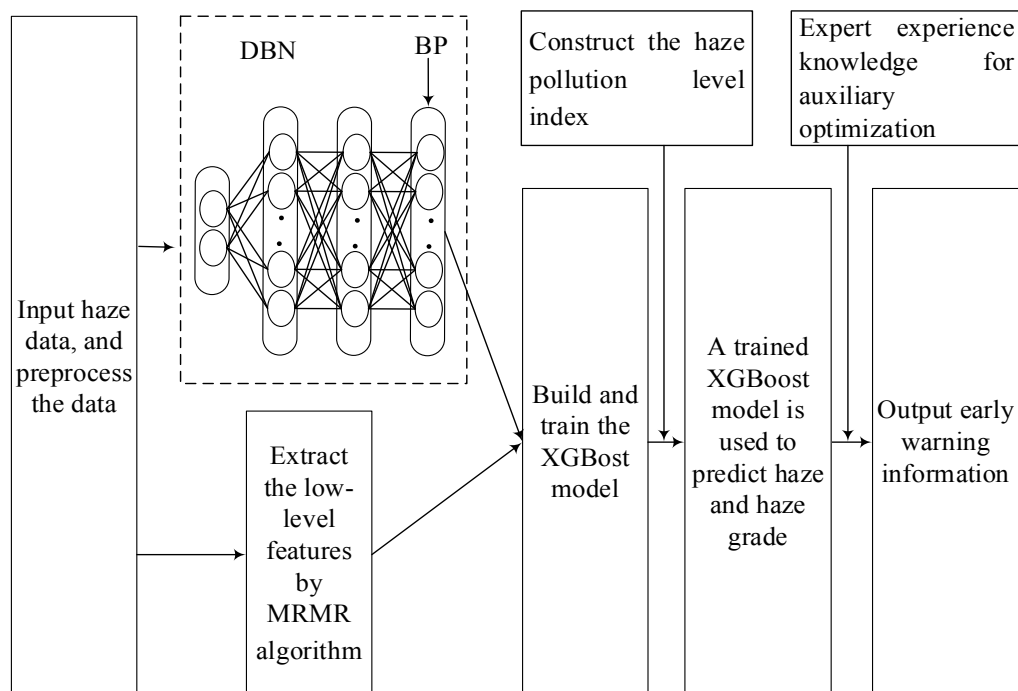 Input haze
data, and
preprocess
the data
DBN
BP
Extract
the low-
level
features
by
MRMR
algorithm
Construct the haze
pollution level
index
Expert experience
knowledge for
auxiliary
optimization
Build and
train the
XGBost
model
A trained
XGBoost
model is
used to
predict haze
and haze
grade
Output early
warning
information